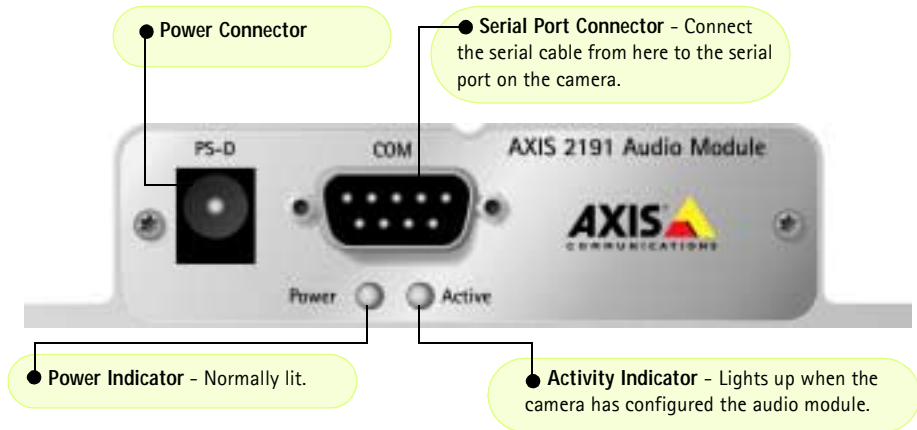 Power Connector
Serial Port Connector - Connect
the serial cable from here to the serial
port on the camera.
PS-D
COM
AXIS 2191 Audio Module
AXIS
COMMUNICATIONS
Power
Active
Power Indicator - Normally lit.
Activity Indicator - Lights up when the
camera has configured the audio module.